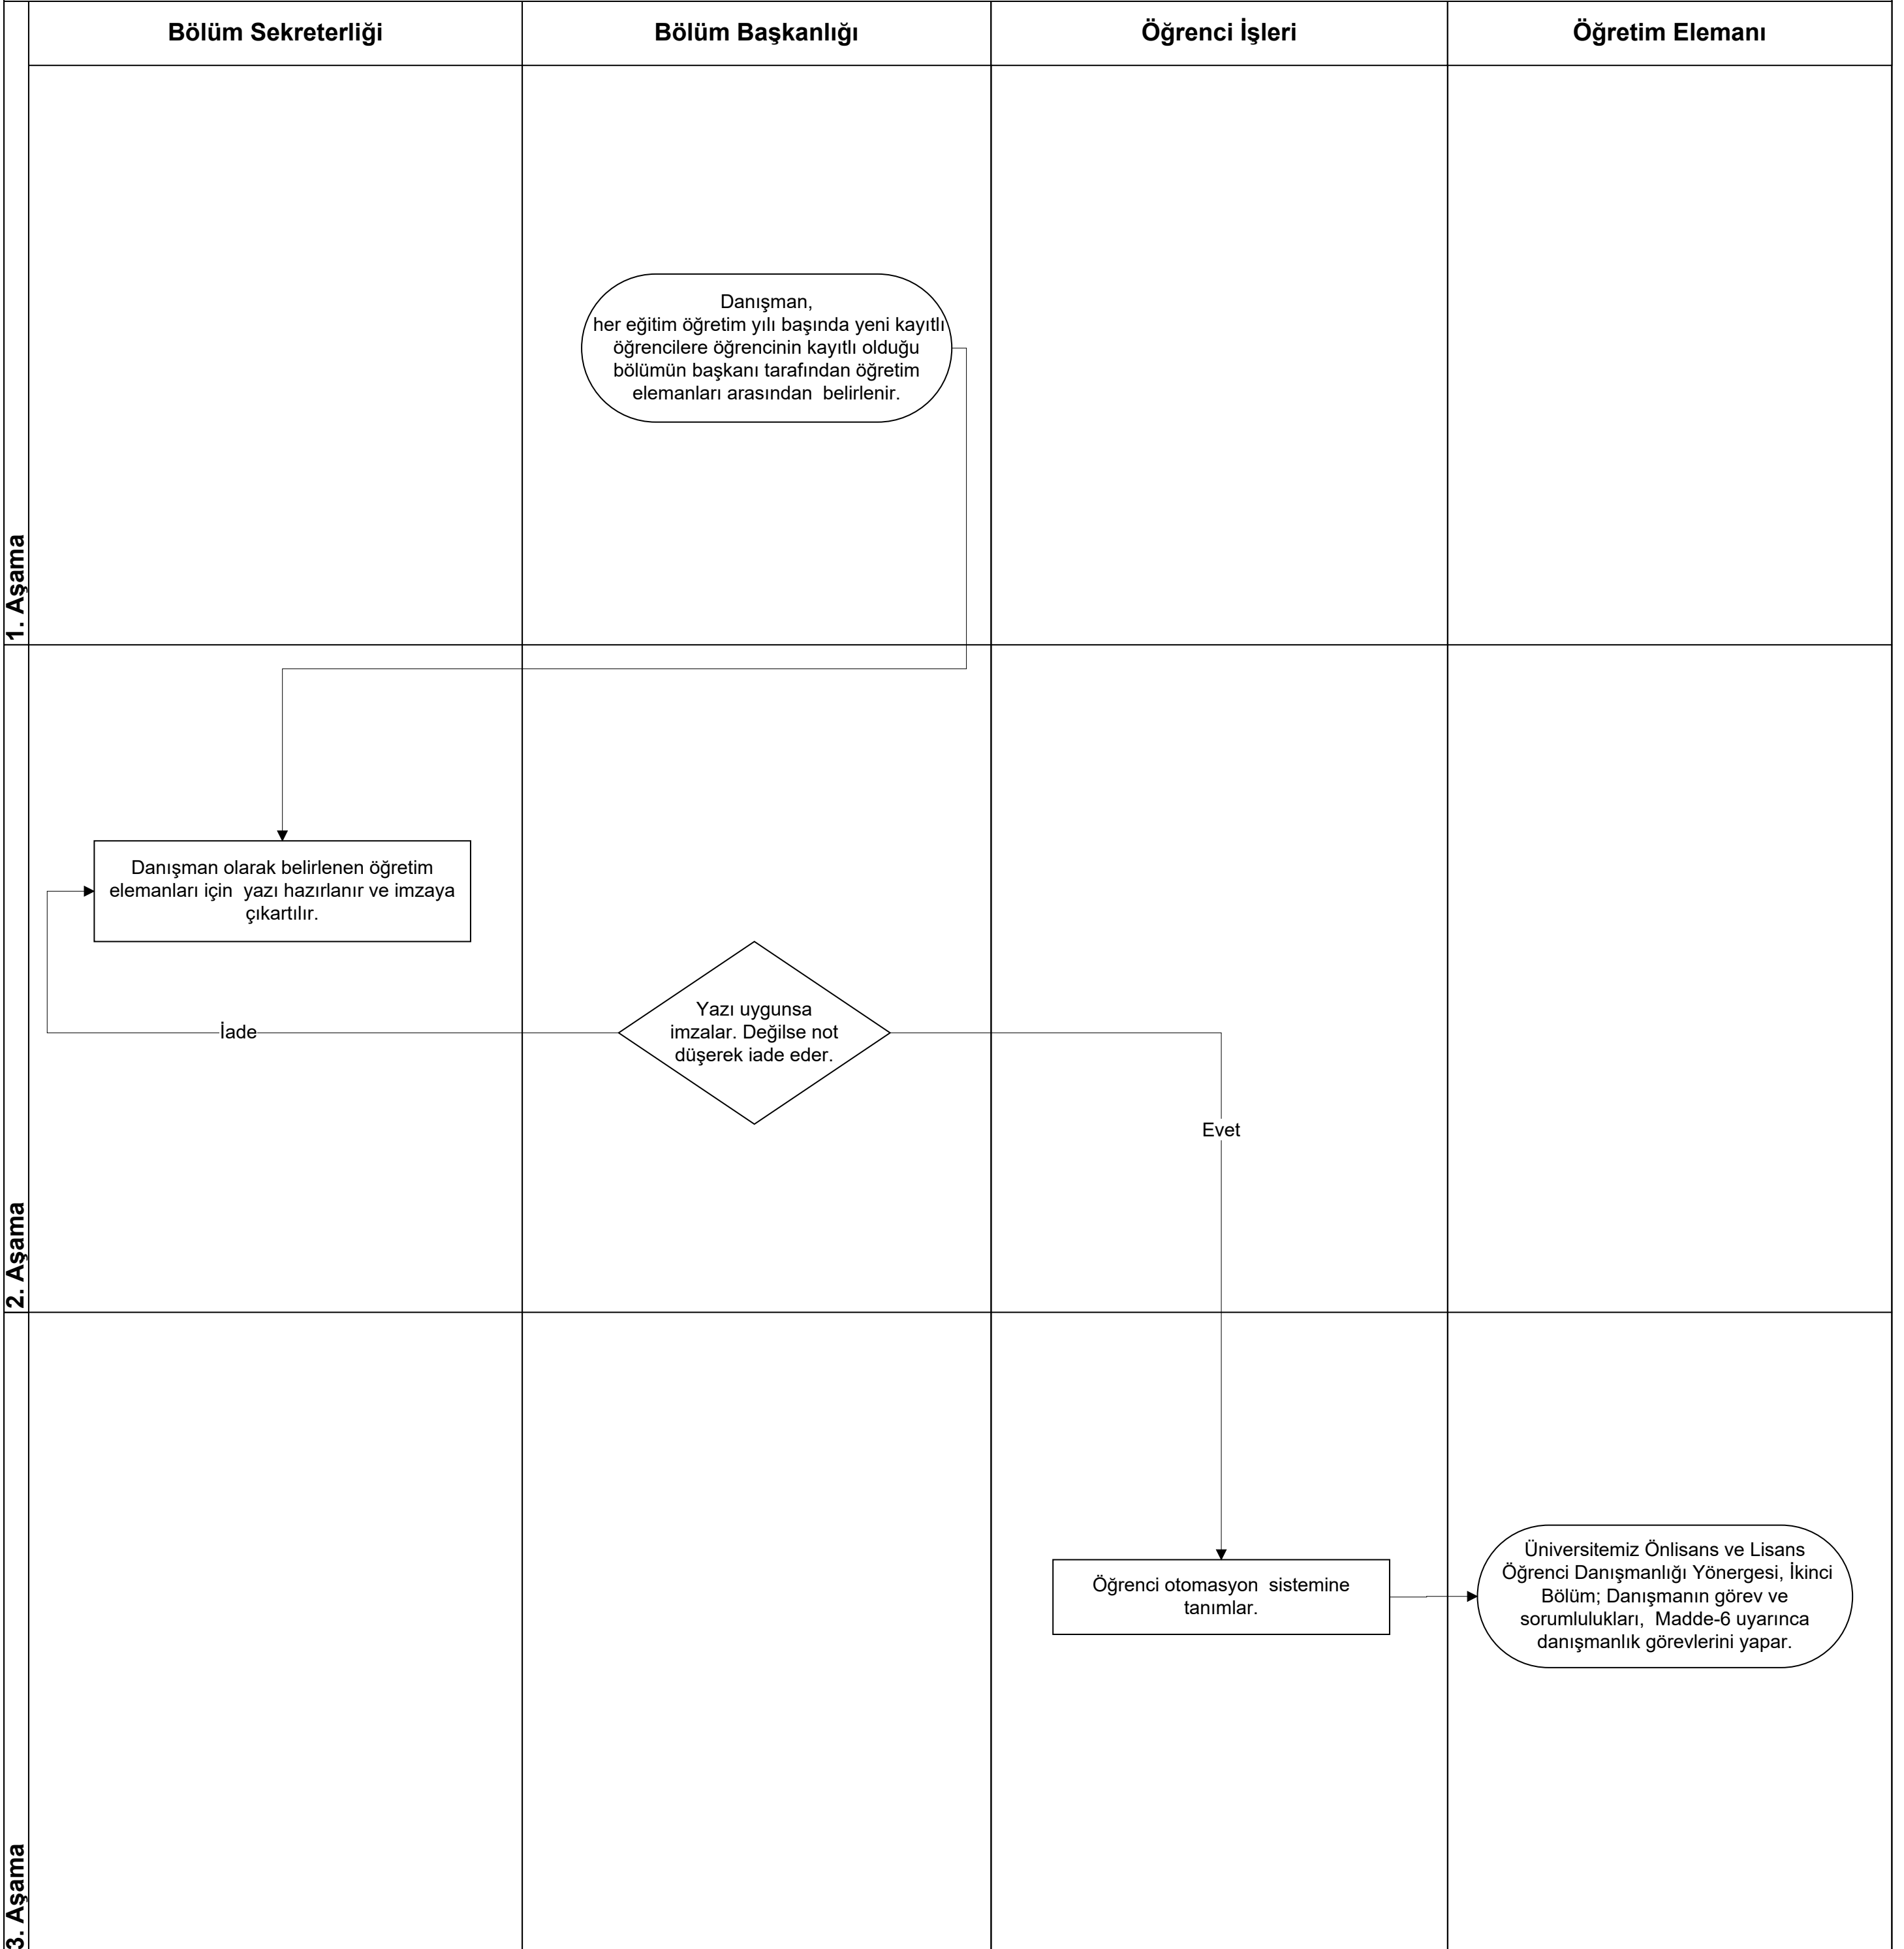 Bölüm Sekreterliği
Bölüm Başkanlığı
Öğrenci İşleri
Öğretim Elemanı
1. Aşama
Danışman,
her eğitim öğretim yılı başında yeni kayıtlı
öğrencilere öğrencinin kayıtlı olduğu
bölümün başkanı tarafından öğretim
elemanları arasından  belirlenir.
2. Aşama
Danışman olarak belirlenen öğretim
elemanları için  yazı hazırlanır ve imzaya
çıkartılır.
Yazı uygunsa
imzalar. Değilse not
düşerek iade eder.
İade
Evet
3. Aşama
Öğrenci otomasyon  sistemine
tanımlar.
Üniversitemiz Önlisans ve Lisans
Öğrenci Danışmanlığı Yönergesi, İkinci
Bölüm; Danışmanın görev ve
sorumlulukları,  Madde-6 uyarınca
danışmanlık görevlerini yapar.